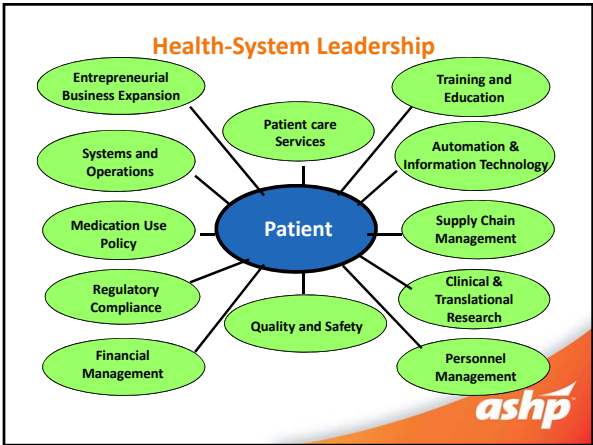 Health-System Leadership
Entrepreneurial
Business Expansion
Training and
Education
Patient care
Services
Systems and
Operations
Automation &
Information Technology
Medication Use
Policy
Patient
Supply Chain
Management
Regulatory
Compliance
Clinical &
Translational
Research
Quality and Safety
Financial
Management
Personnel
Management
ashp